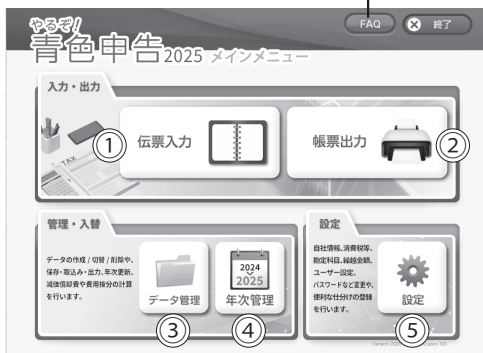 FAQ
終了
やるぞ!
青色申告2025 メインメニュー
入力・出力
TAX
① 伝票入力
帳票出力 ②
管理・入替
データの作成/切替/削除や、
保存・取込み・出力、年次更新、
減価償却費や費用按分の計算
を行います。
データ管理
2024
2025
年次管理
③
④
設定
自社情報、消費税等、
勘定科目、繰越金額、
ユーザー設定、
パスワードなど変更や、
便利な仕分けの登録
を行います。
設定
⑤